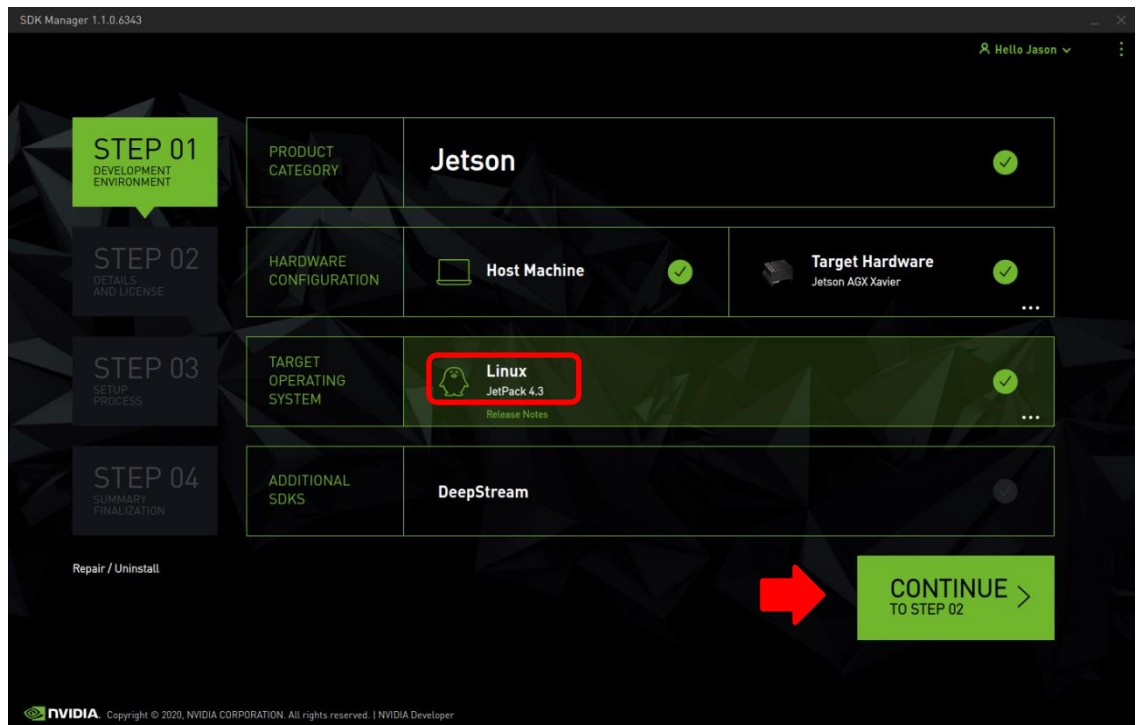 SDK Manager 1.1.0.6343
Hello Jason
STEP 01
DEVELOPMENT
ENVIRONMENT
PRODUCT
CATEGORY
Jetson
STEP 02
DETAILS
AND LICENSE
HARDWARE
CONFIGURATION
Host Machine
Target Hardware
Jetson AGX Xavier
...
STEP 03
SETUP
PROCESS
TARGET
OPERATING
SYSTEM
Linux
JetPack 4.3
Release Notes
...
STEP 04
SUMMARY
FINALIZATION
ADDITIONAL
SDKS
DeepStream
Repair / Uninstall
CONTINUE >
TO STEP 02
NVIDIA. Copyright © 2020, NVIDIA CORPORATION. All rights reserved. | NVIDIA Developer